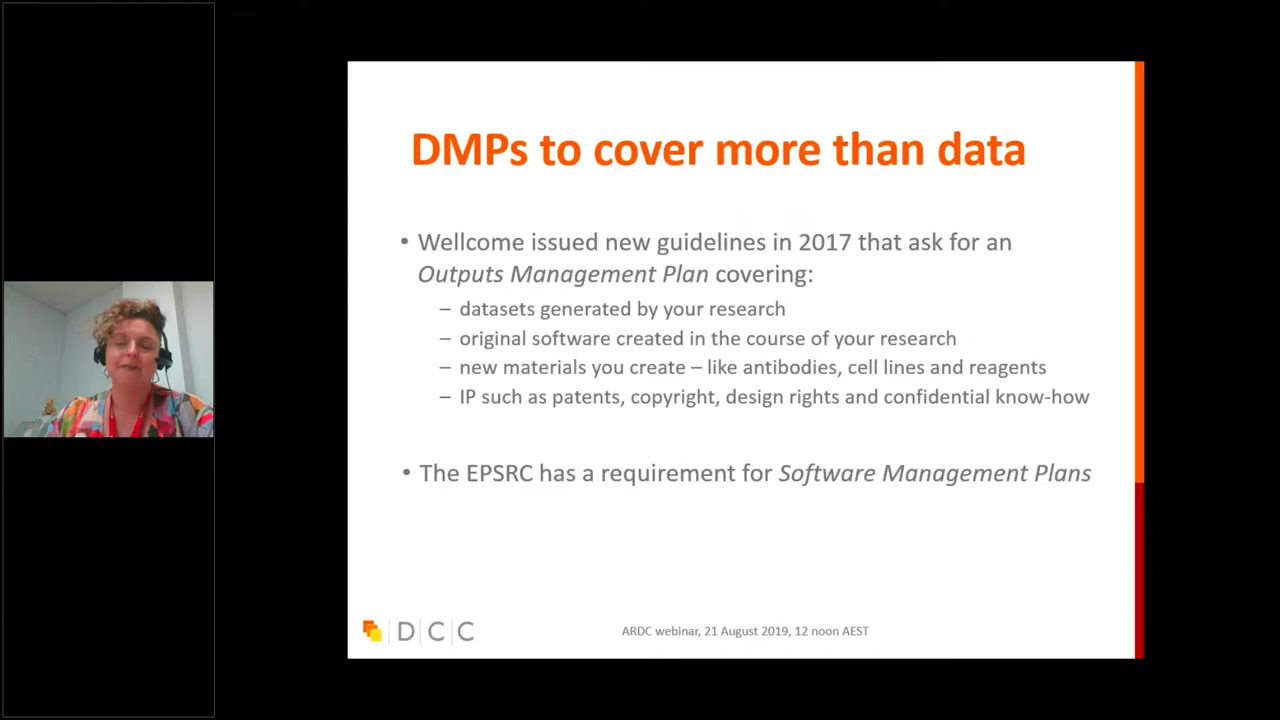 DMPs to cover more than data
• Wellcome issued new guidelines in 2017 that ask for an
Outputs Management Plan covering:
– datasets generated by your research
– original software created in the course of your research
– new materials you create – like antibodies, cell lines and reagents
– IP such as patents, copyright, design rights and confidential know-how
• The EPSRC has a requirement for Software Management Plans
DCC
ARDC webinar, 21 August 2019, 12 noon AEST